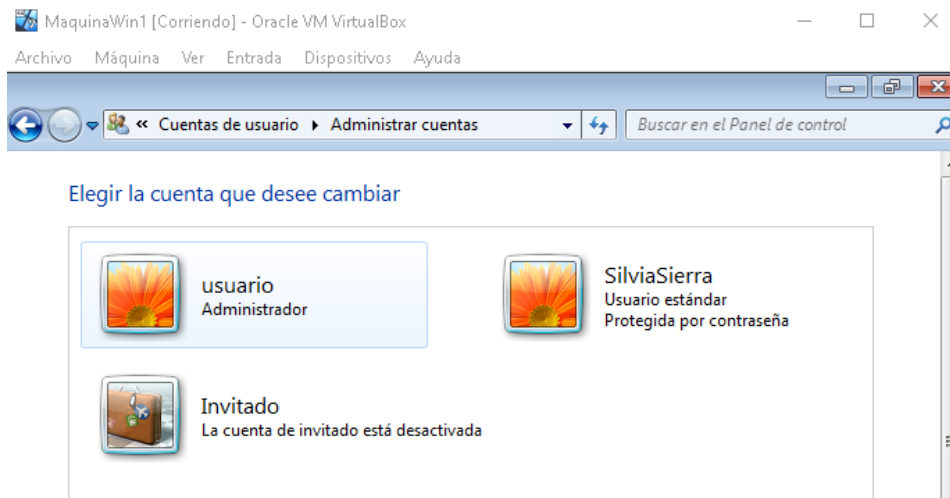 MaquinaWin1 [Corriendo] - Oracle VM VirtualBox
Archivo Máquina Ver Entrada Dispositivos Ayuda
« Cuentas de usuario Administrar cuentas Buscar en el Panel de control
Elegir la cuenta que desee cambiar
usuario
Administrador
SilviaSierra
Usuario estándar
Protegida por contraseña
Invitado
La cuenta de invitado está desactivada